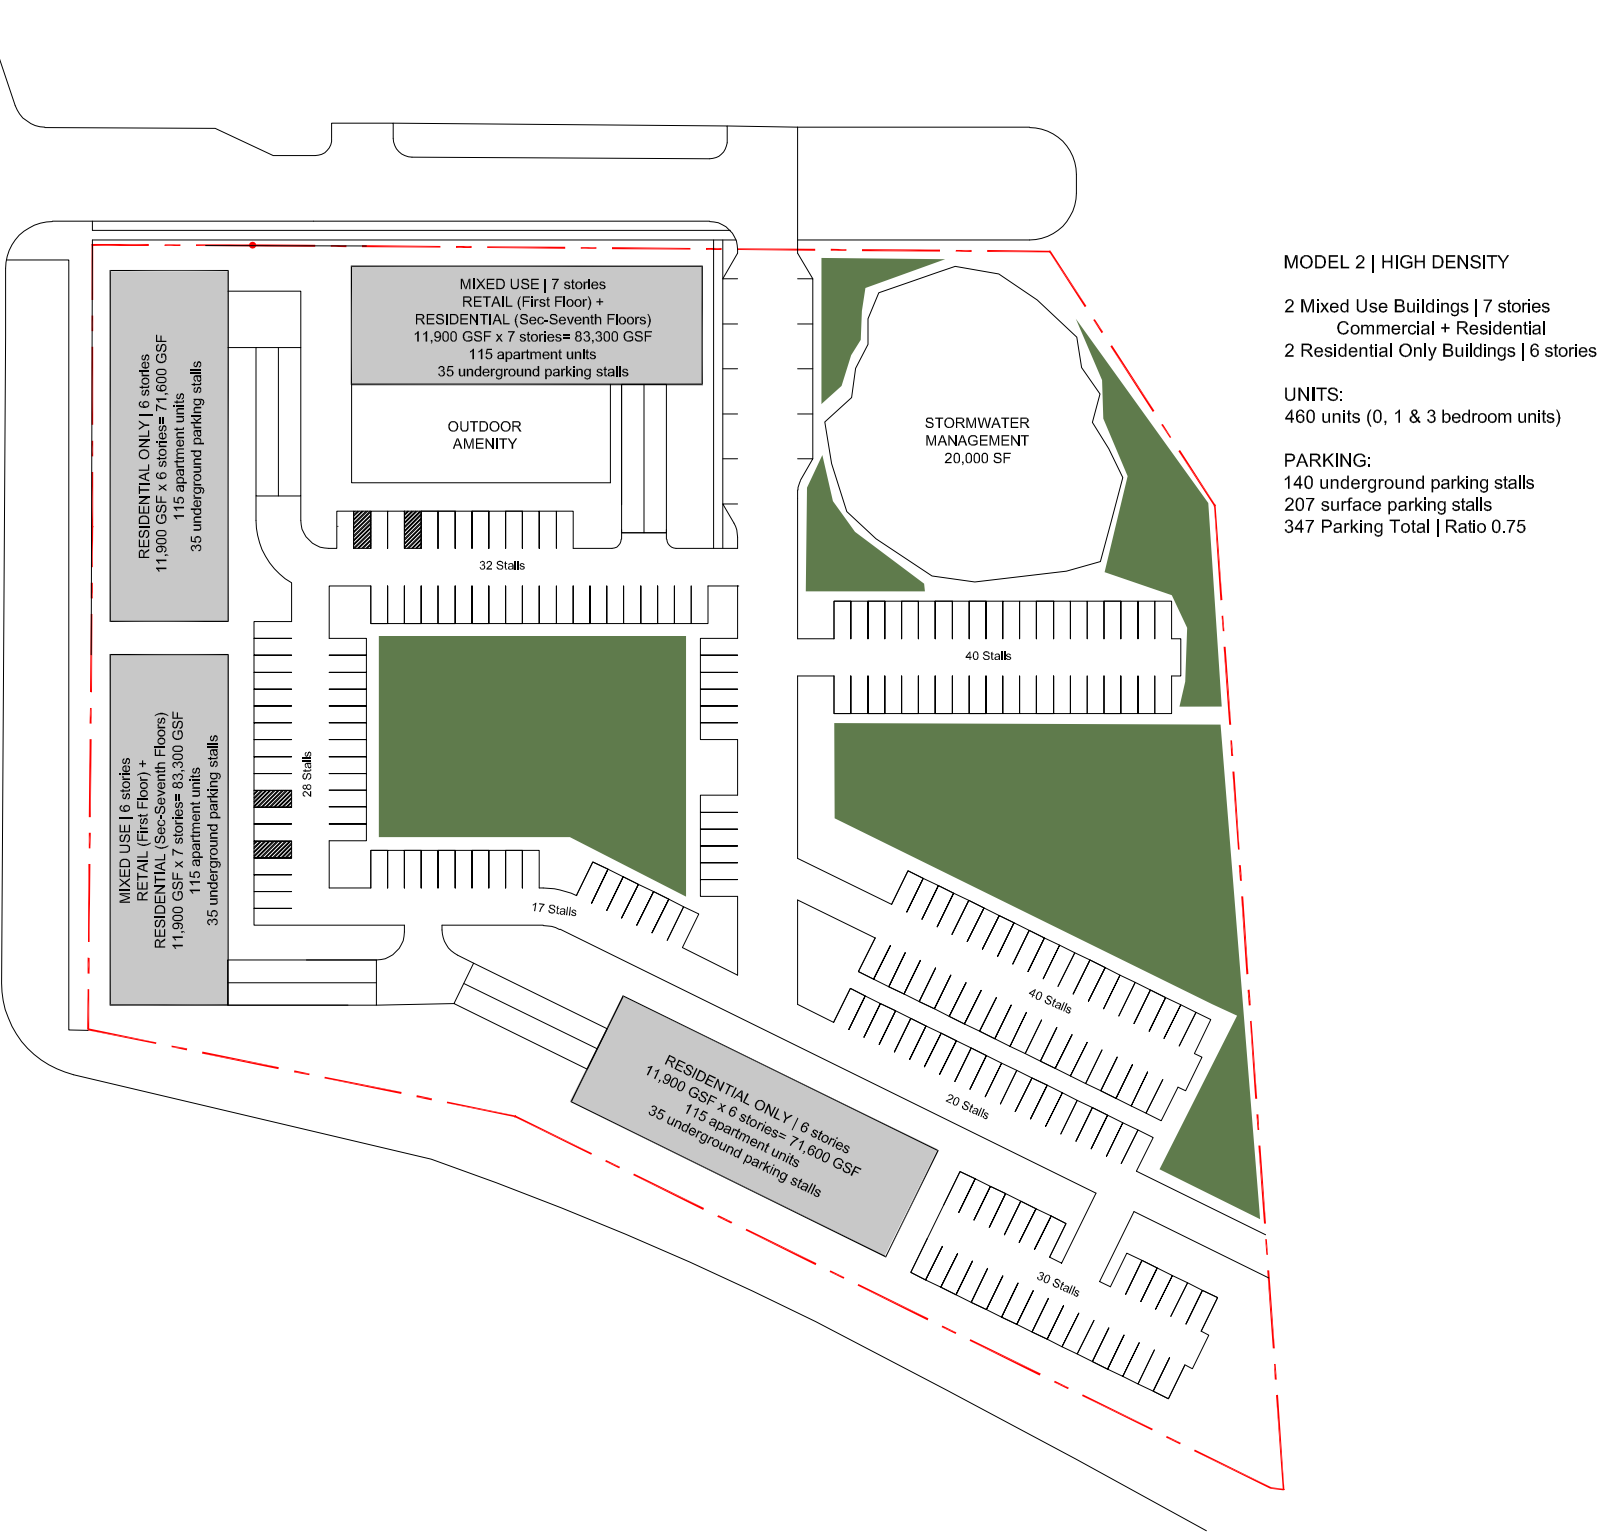 MODEL 2 | HIGH DENSITY
2 Mixed Use Buildings | 7 stories
Commercial + Residential
2 Residential Only Buildings | 6 stories
UNITS:
460 units (0, 1 & 3 bedroom units)
PARKING:
140 underground parking stalls
207 surface parking stalls
347 Parking Total | Ratio 0.75
MIXED USE | 7 stories
RETAIL (First Floor) +
RESIDENTIAL (Sec-Seventh Floors)
11,900 GSF x 7 stories= 83,300 GSF
115 apartment units
35 underground parking stalls
OUTDOOR
AMENITY
RESIDENTIAL ONLY | 6 stories
11,900 GSF x 6 stories= 71,600 GSF
115 apartment units
35 underground parking stalls
STORMWATER
MANAGEMENT
20,000 SF
32 Stalls
40 Stalls
MIXED USE | 6 stories
RETAIL (First Floor) +
RESIDENTIAL (Sec-Seventh Floors)
11,900 GSF x 7 stories= 83,300 GSF
115 apartment units
35 underground parking stalls
28 Stalls
17 Stalls
40 Stalls
20 Stalls
RESIDENTIAL ONLY | 6 stories
11,900 GSF x 6 stories= 71,600 GSF
115 apartment units
35 underground parking stalls
30 Stalls